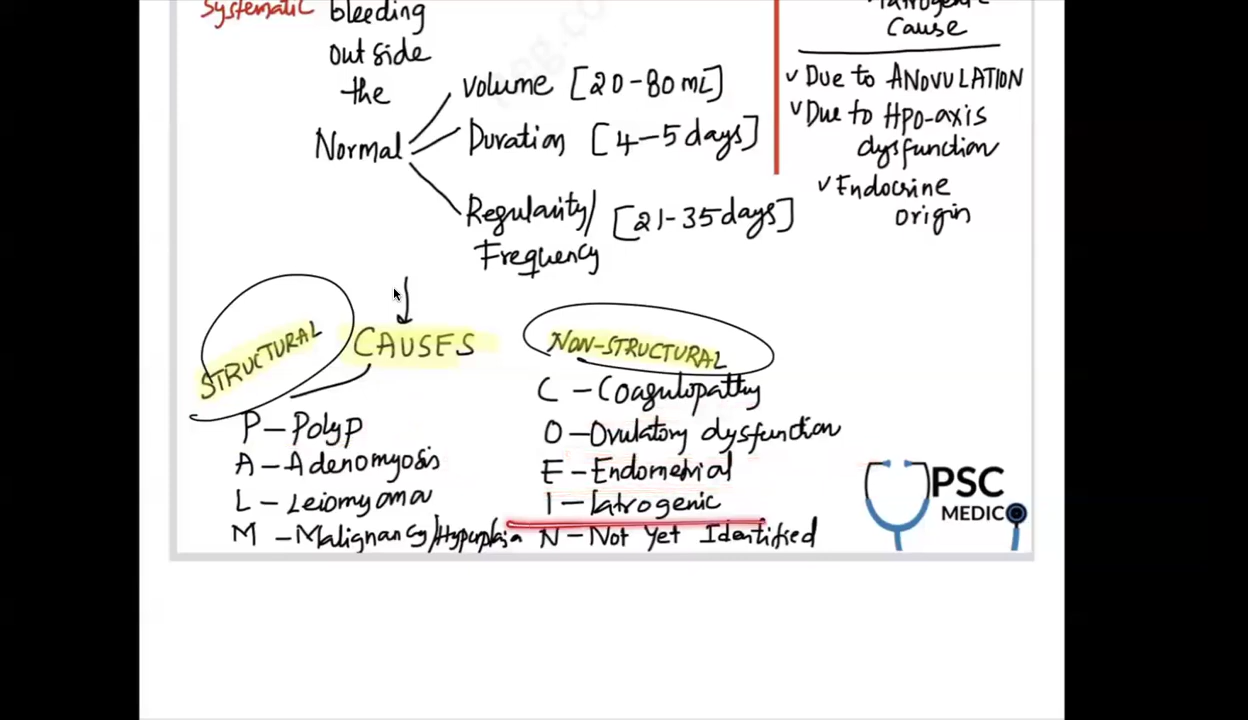 Systematic
bleeding
outside
the
Normal
Volume [20-80 mL]
Duration [4-5 days]
Regularity/
Frequency
[21-35 days]
Cause
✓ Due to ANOVULATION
✓ Due to HPO-axis
dysfunction
✓ Endocrine
origin
STRUCTURAL
CAUSES
P - Polyp
A - Adenomyosis
L - Leiomyoma
M - Malignancy/Hyperplasia
NON-STRUCTURAL
C - Coagulopathy
O - Ovulatory dysfunction
E - Endometrial
I - Iatrogenic
N - Not Yet Identified
PSC
MEDICO